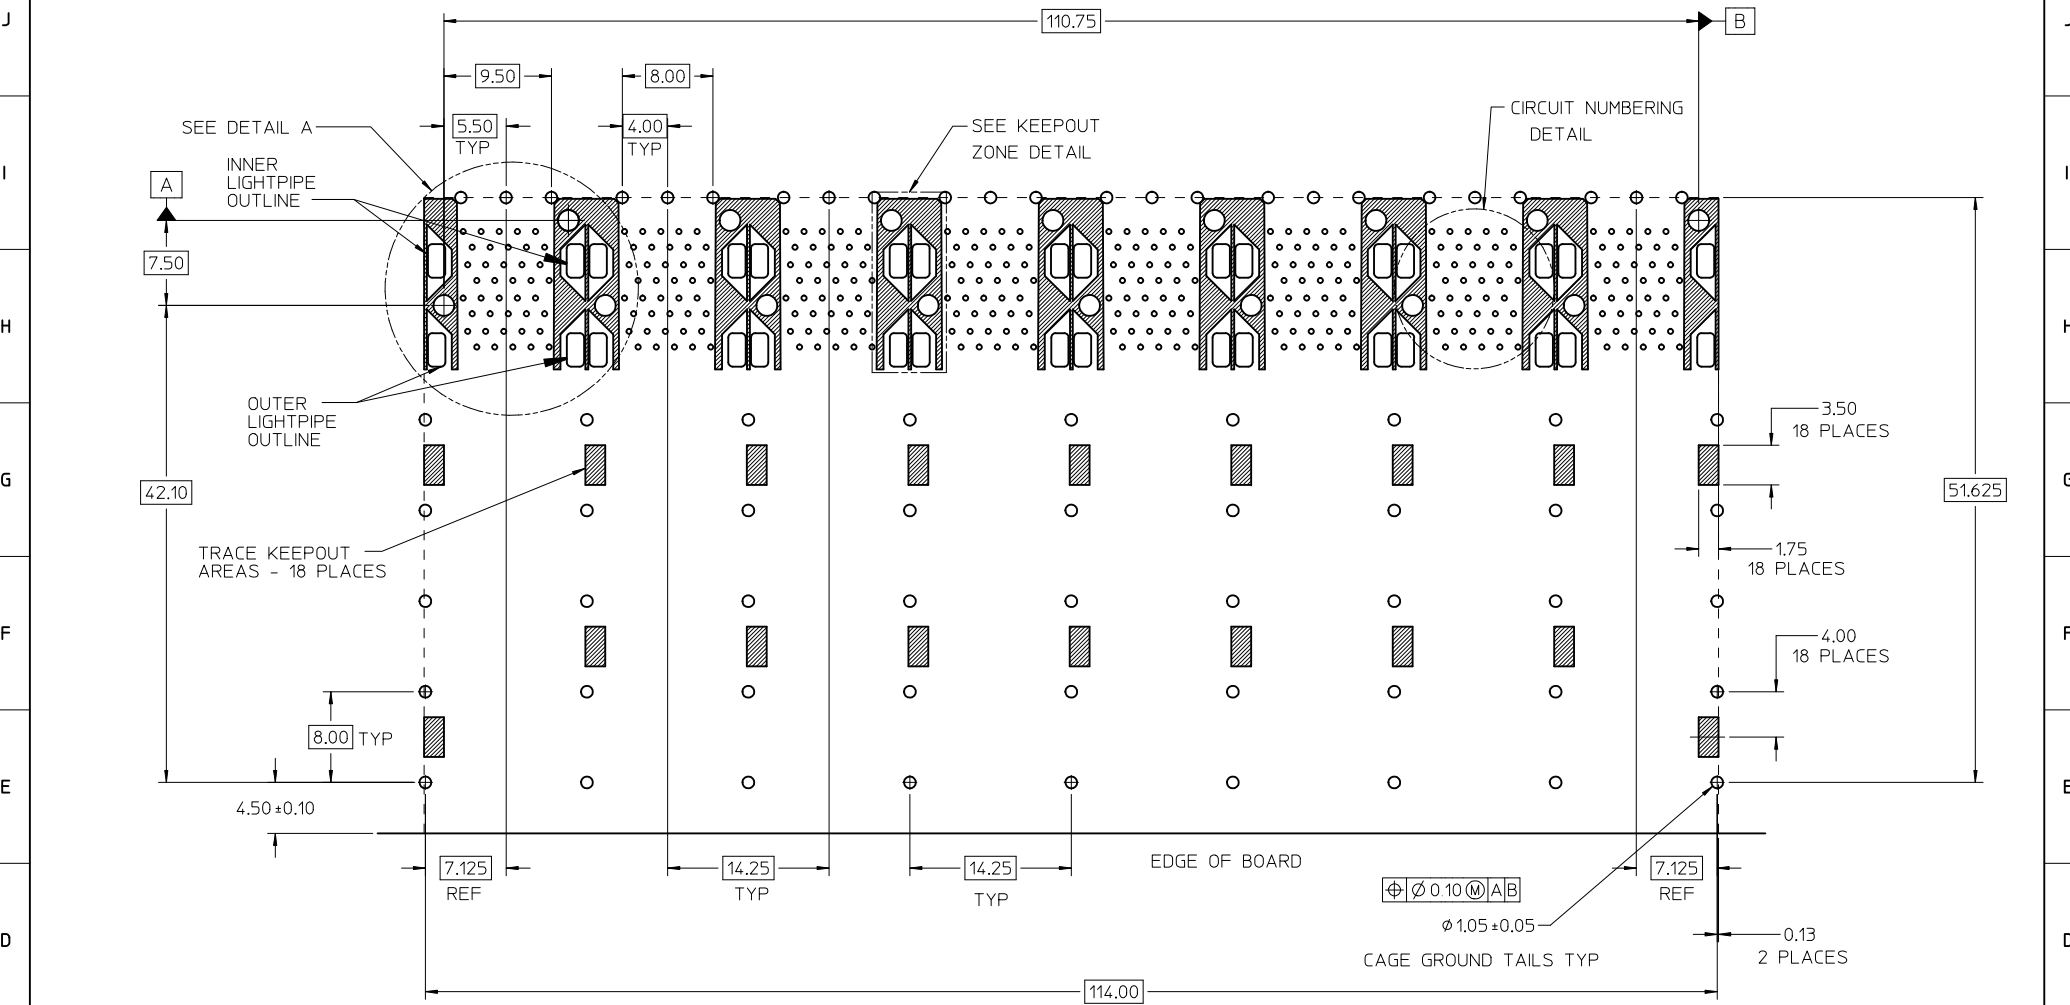 J
J
110.75
B
9.50
8.00
SEE DETAIL A
5.50
TYP
4.00
TYP
SEE KEEPOUT
ZONE DETAIL
CIRCUIT NUMBERING
DETAIL
INNER
LIGHTPIPE
OUTLINE
I
I
A
7.50
H
H
OUTER
LIGHTPIPE
OUTLINE
3.50
18 PLACES
G
G
42.10
51.625
TRACE KEEPOUT
AREAS - 18 PLACES
1.75
18 PLACES
F
F
4.00
18 PLACES
8.00 TYP
E
E
4.50 ±0.10
EDGE OF BOARD
7.125
REF
14.25
TYP
14.25
TYP
7.125
REF
⌖ Ø 0.10 Ⓜ A B
Ø 1.05 ±0.05
CAGE GROUND TAILS TYP
D
D
0.13
2 PLACES
114.00